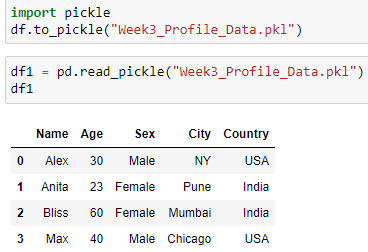 import pickle
df.to_pickle("Week3_Profile_Data.pkl")
df1 = pd.read_pickle("Week3_Profile_Data.pkl")
df1
Name Age Sex City Country
0 Alex 30 Male NY USA
1 Anita 23 Female Pune India
2 Bliss 60 Female Mumbai India
3 Max 40 Male Chicago USA